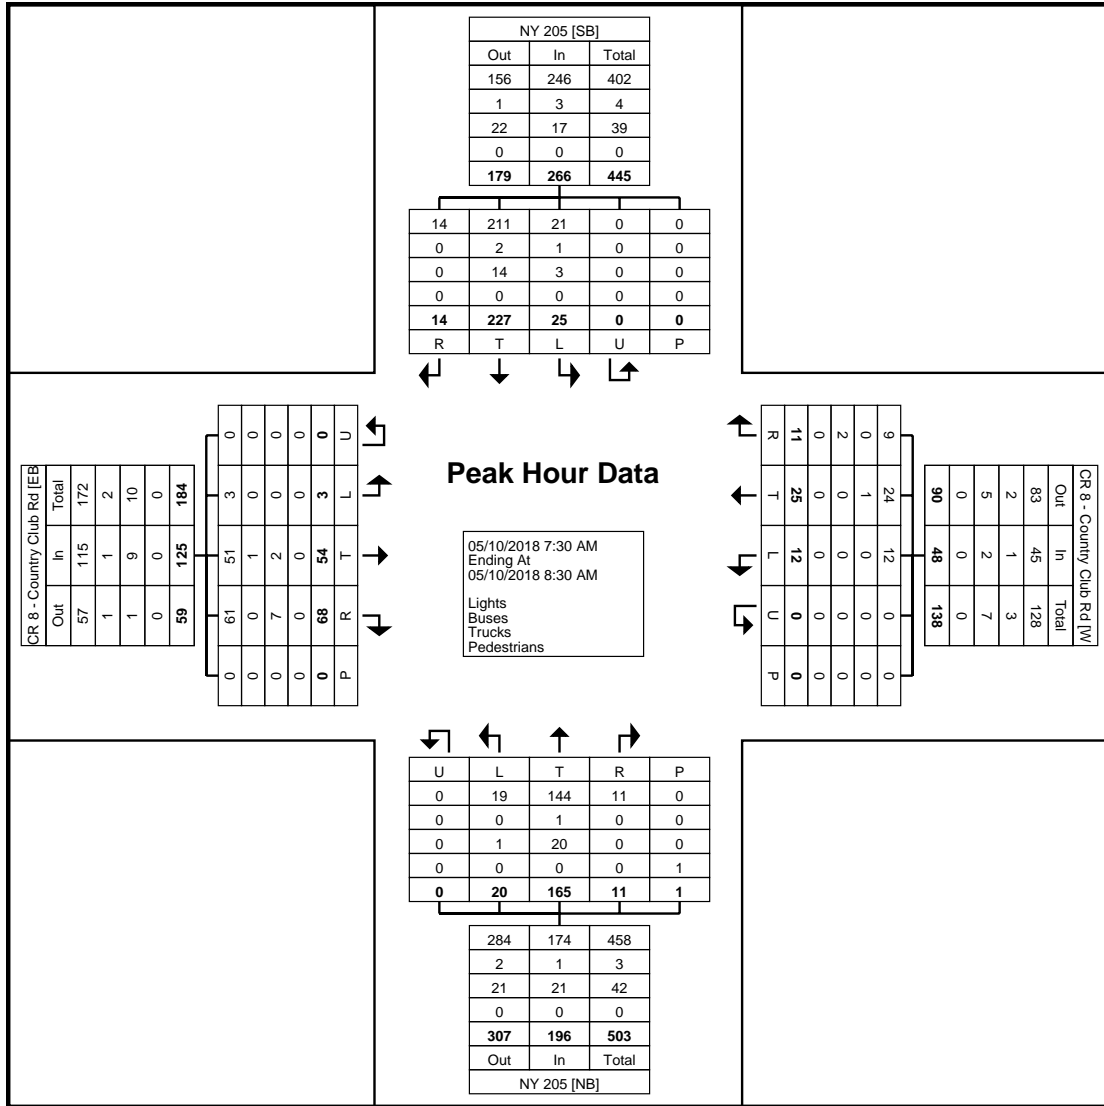 NY 205 [SB]
Out In Total
156 246 402
1 3 4
22 17 39
0 0 0
179 266 445
14 211 21 0 0
0 2 1 0 0
0 14 3 0 0
0 0 0 0 0
14 227 25 0 0
R T L U P
CR 8 - Country Club Rd [EB
Out In Total
57 115 172
1 1 2
1 9 10
0 0 0
59 125 184
0 3 51 61 0
0 0 1 0 0
0 0 2 7 0
0 0 0 0 0
0 3 54 68 0
U L T R P
Peak Hour Data
05/10/2018 7:30 AM
Ending At
05/10/2018 8:30 AM
Lights
Buses
Trucks
Pedestrians
R T L U P
11 25 12 0 0
0 0 0 0 0
2 0 0 0 0
0 1 0 0 0
9 24 12 0 0
CR 8 - Country Club Rd [W
Out In Total
83 45 128
2 1 3
5 2 7
0 0 0
90 48 138
U L T R P
0 19 144 11 0
0 0 1 0 0
0 1 20 0 0
0 0 0 0 1
0 20 165 11 1
284 174 458
2 1 3
21 21 42
0 0 0
307 196 503
Out In Total
NY 205 [NB]